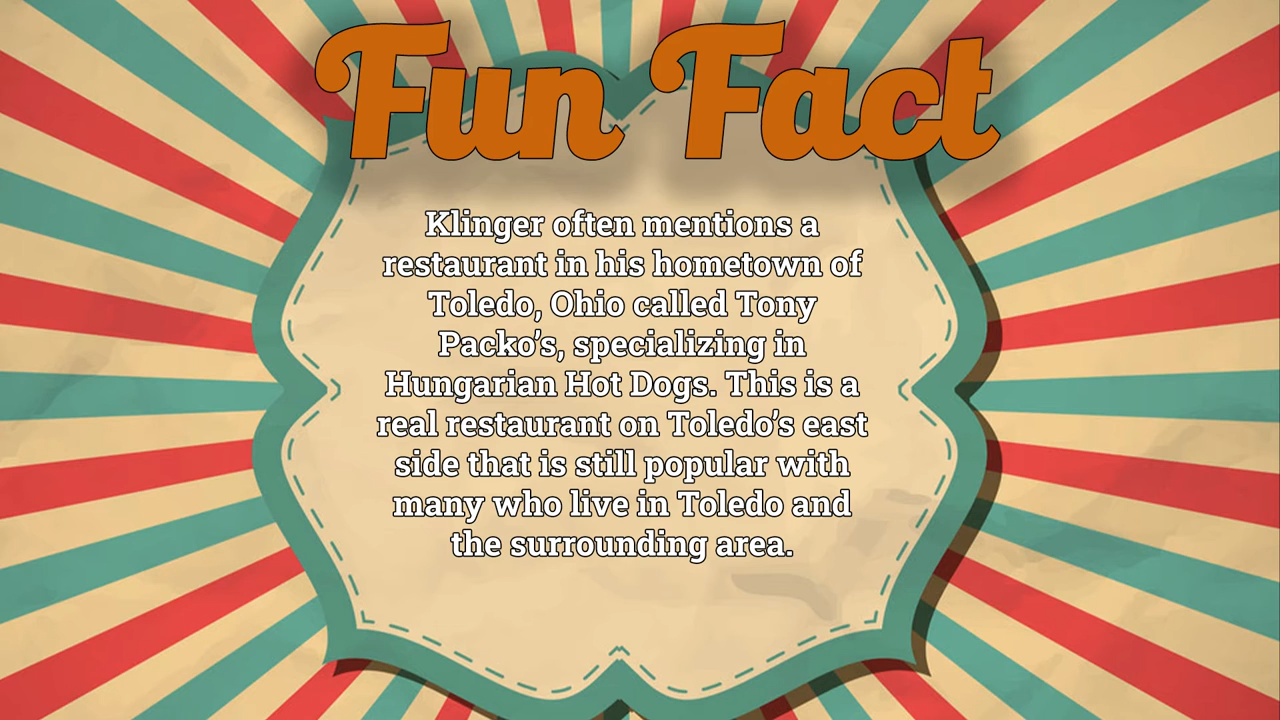 Fun Fact
Klinger often mentions a
restaurant in his hometown of
Toledo, Ohio called Tony
Packo’s, specializing in
Hungarian Hot Dogs. This is a
real restaurant on Toledo’s east
side that is still popular with
many who live in Toledo and
the surrounding area.